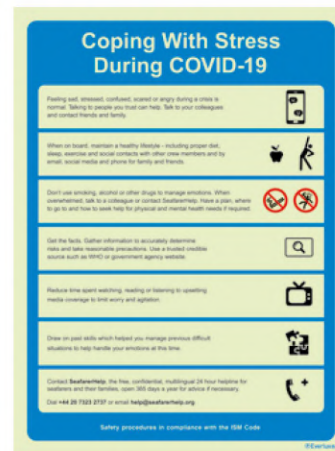 Coping With Stress
During COVID-19
Feeling sad, stressed, confused, scared or angry during a crisis is
normal. Talking to people you trust can help. Talk to your colleagues
and contact friends and family.
When on board, maintain a healthy lifestyle - including proper diet,
sleep, exercise and social contacts with other crew members and by
email, social media and phone for family and friends.
Don't use smoking, alcohol or other drugs to manage emotions. When
overwhelmed, talk to a colleague or contact SeafarerHelp. Have a plan, where
to go to and how to seek help for physical and mental health needs if required.
Get the facts. Gather information to accurately determine
risks and take reasonable precautions. Use a trusted credible
source such as WHO or government agency website.
Reduce time spent watching, reading or listening to upsetting
media coverage to limit worry and agitation.
Draw on past skills which helped you manage previous difficult
situations to help handle your emotions at this time.
Contact SeafarerHelp, the free, confidential, multilingual 24 hour helpline for
seafarers and their families, open 365 days a year for advice if necessary.
Dial +44 20 7323 2737 or email help@seafarerhelp.org
Safety procedures in compliance with the ISM Code